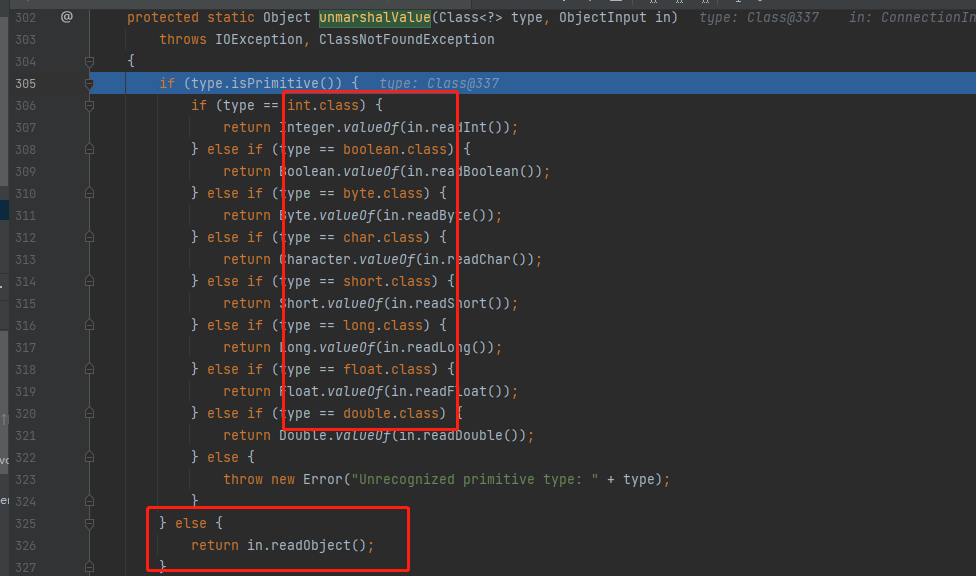 302 @ protected static Object unmarshalValue(Class<?> type, ObjectInput in) type: Class@337 in: ConnectionIn
303 throws IOException, ClassNotFoundException
304 {
305 if (type.isPrimitive()) { type: Class@337
306 if (type == int.class) {
307 return Integer.valueOf(in.readInt());
308 } else if (type == boolean.class) {
309 return Boolean.valueOf(in.readBoolean());
310 } else if (type == byte.class) {
311 return Byte.valueOf(in.readByte());
312 } else if (type == char.class) {
313 return Character.valueOf(in.readChar());
314 } else if (type == short.class) {
315 return Short.valueOf(in.readShort());
316 } else if (type == long.class) {
317 return Long.valueOf(in.readLong());
318 } else if (type == float.class) {
319 return Float.valueOf(in.readFloat());
320 } else if (type == double.class) {
321 return Double.valueOf(in.readDouble());
322 } else {
323 throw new Error("Unrecognized primitive type: " + type);
324 }
325 } else {
326 return in.readObject();
327 }